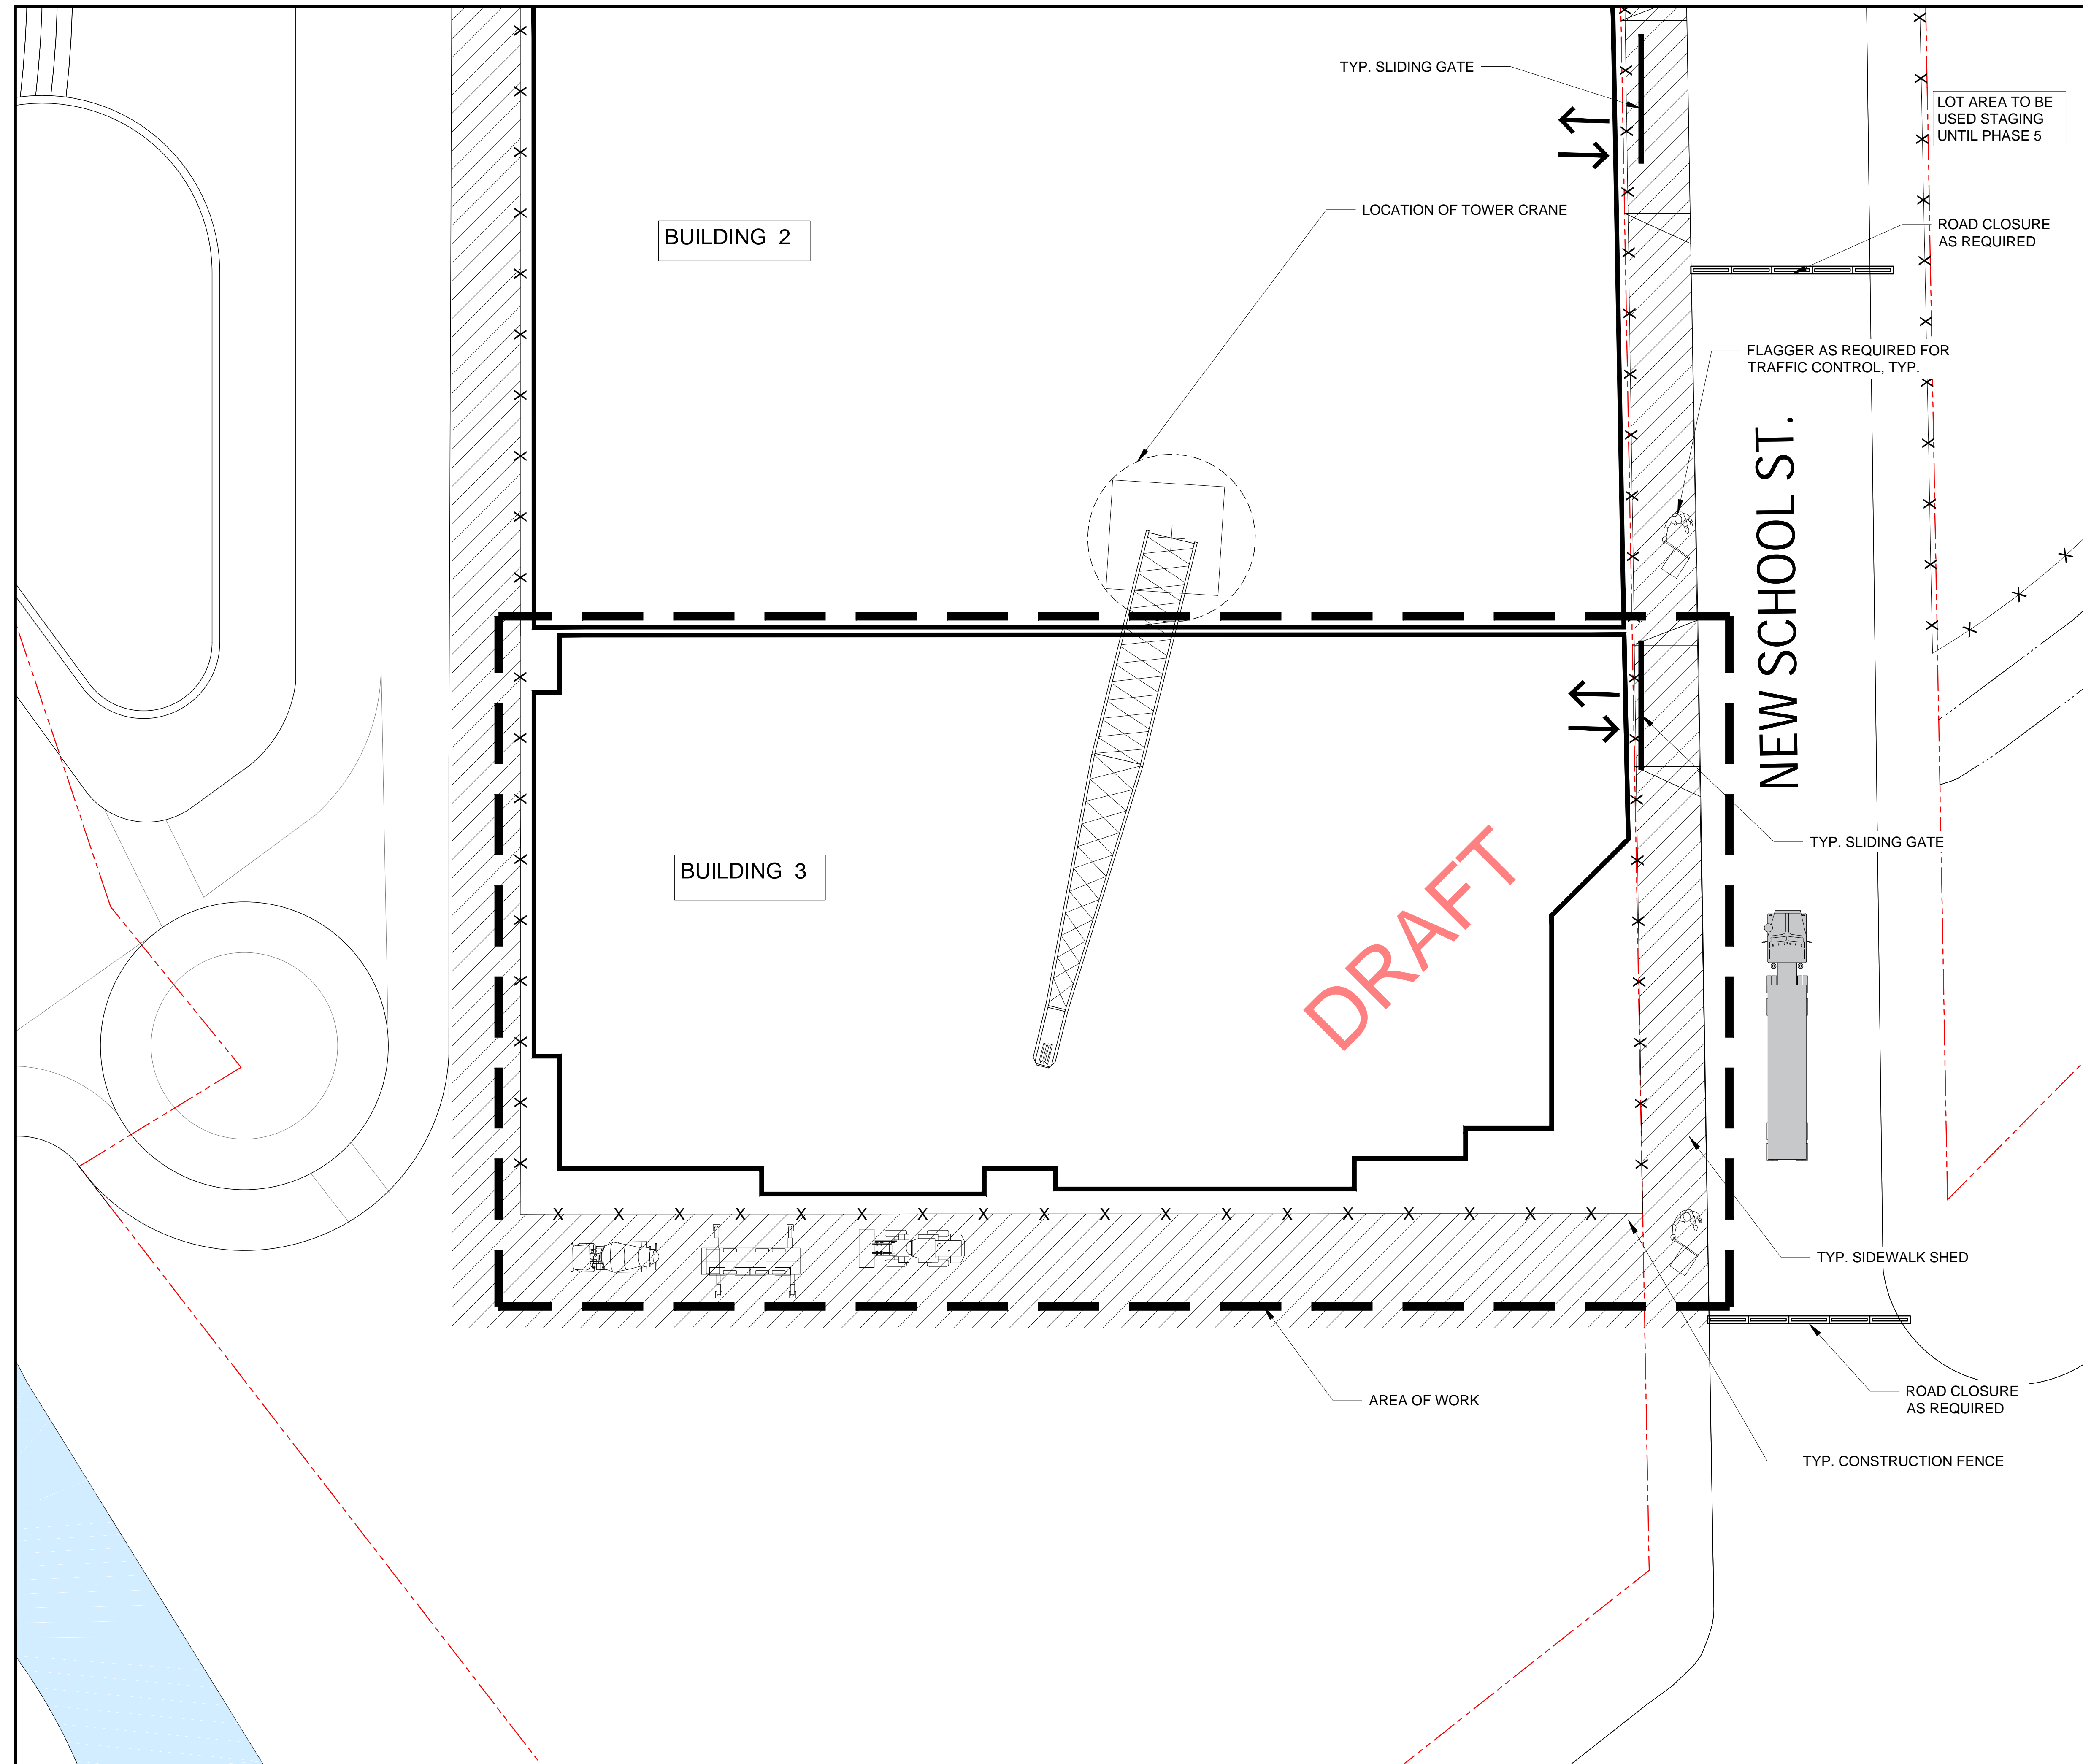 TYP. SLIDING GATE
LOT AREA TO BE
USED STAGING
UNTIL PHASE 5
BUILDING 2
LOCATION OF TOWER CRANE
ROAD CLOSURE
AS REQUIRED
FLAGGER AS REQUIRED FOR
TRAFFIC CONTROL, TYP.
NEW SCHOOL ST.
TYP. SLIDING GATE
BUILDING 3
DRAFT
TYP. SIDEWALK SHED
AREA OF WORK
ROAD CLOSURE
AS REQUIRED
TYP. CONSTRUCTION FENCE